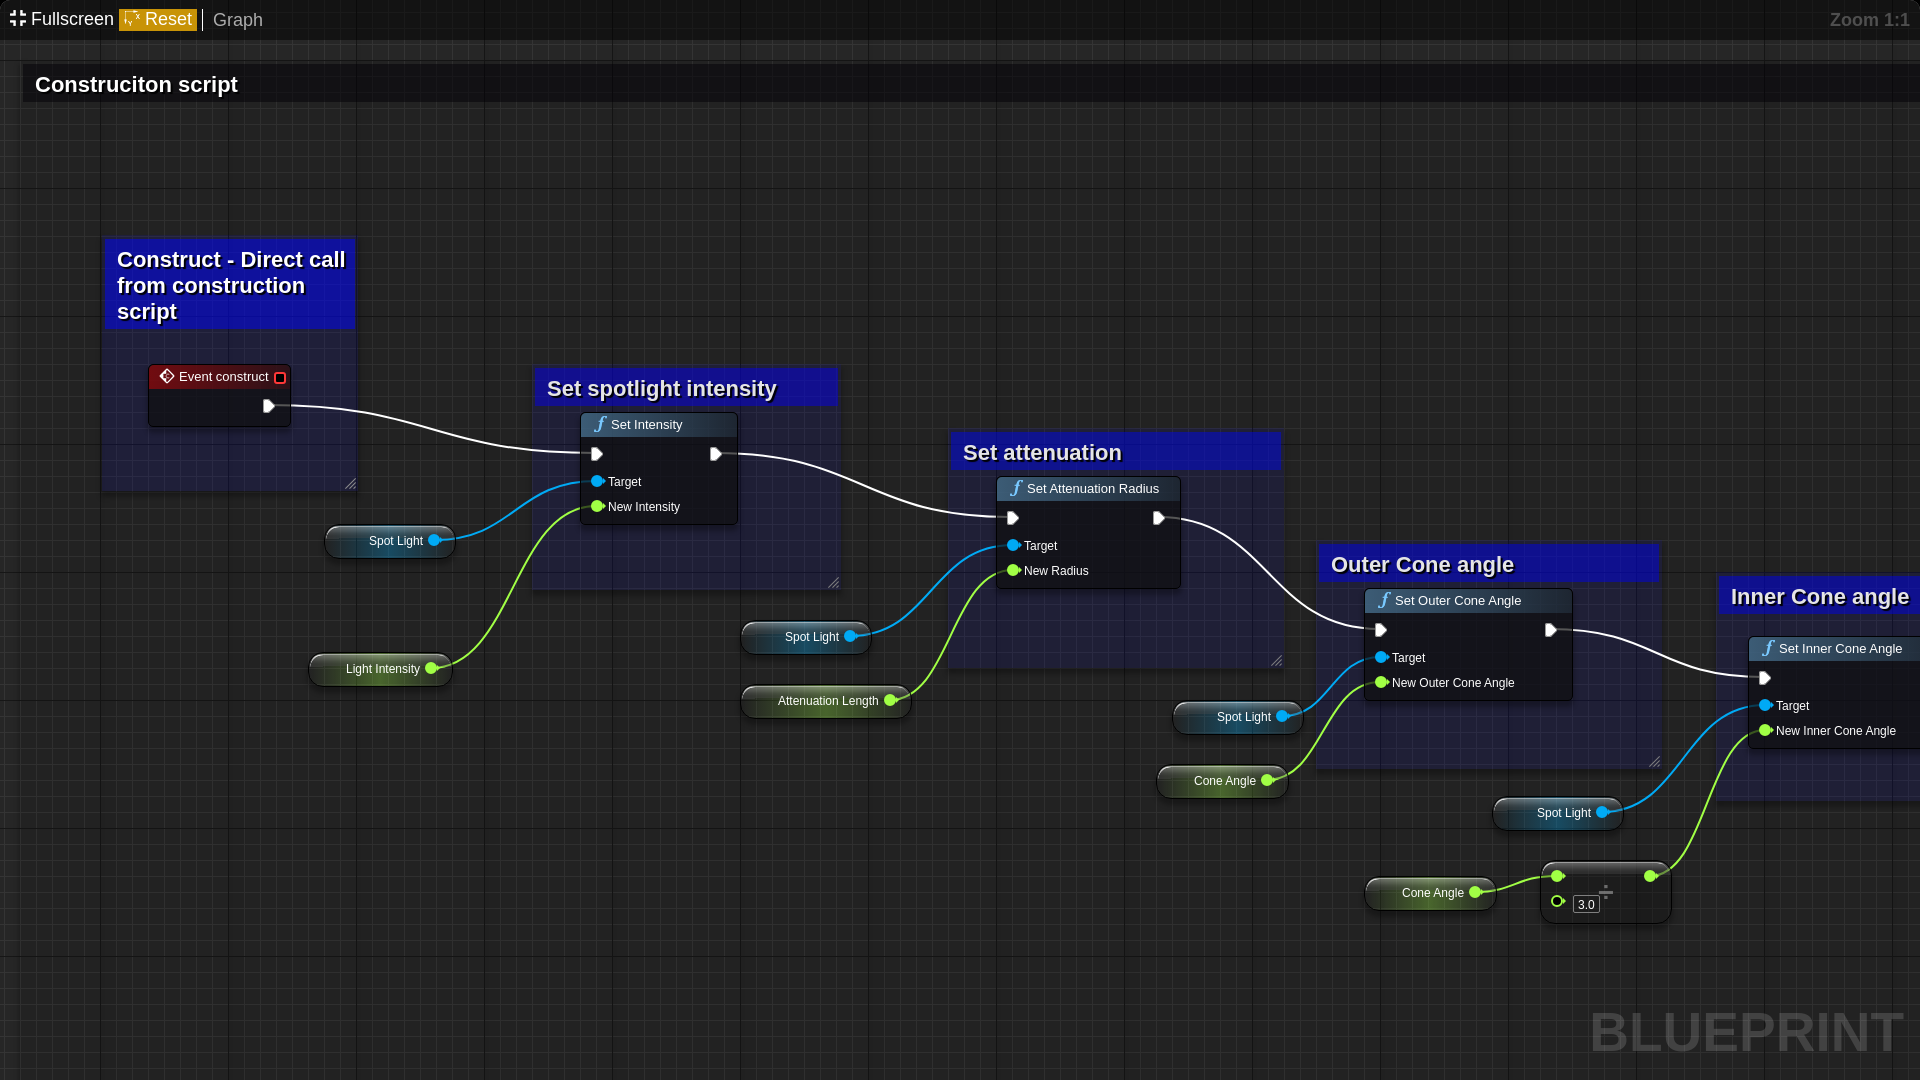 Fullscreen Reset Graph
Zoom 1:1
Construciton script
Construct - Direct call
from construction
script
Event construct
Set spotlight intensity
Set Intensity
Target
New Intensity
Spot Light
Light Intensity
Set attenuation
Set Attenuation Radius
Target
New Radius
Spot Light
Attenuation Length
Outer Cone angle
Set Outer Cone Angle
Target
New Outer Cone Angle
Spot Light
Cone Angle
Inner Cone angle
Set Inner Cone Angle
Target
New Inner Cone Angle
Spot Light
Cone Angle
÷
3.0
BLUEPRINT